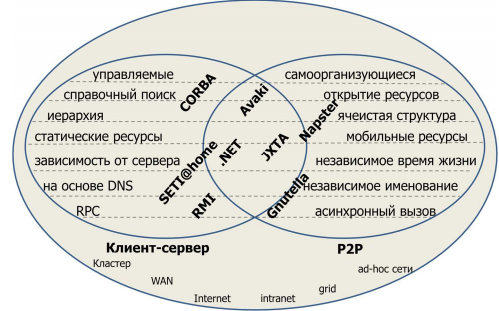 управляемые
самоорганизующиеся
справочный поиск
CORBA
Avaki
открытие ресурсов
иерархия
Napster
ячеистая структура
статические ресурсы
мобильные ресурсы
зависимость от сервера
SETI@home
.NET
JXTA
независимое время жизни
на основе DNS
независимое именование
RPC
RMI
Gnutella
асинхронный вызов
Клиент-сервер
P2P
Кластер
ad-hoc сети
WAN
grid
Internet
intranet